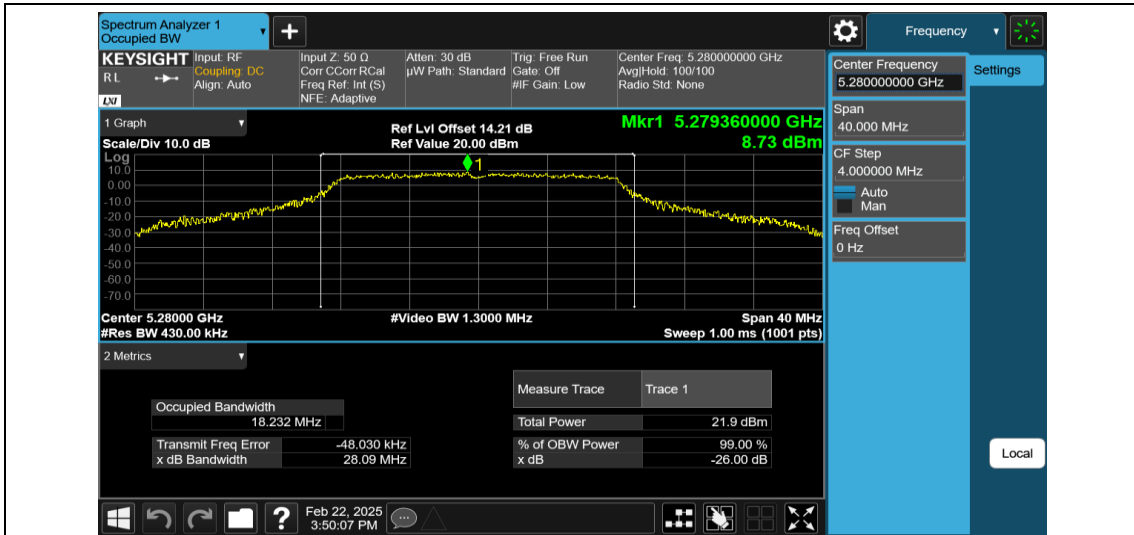 Spectrum Analyzer 1
Occupied BW
Frequency
KEYSIGHT
R L
LXI
Input: RF
Coupling: DC
Align: Auto
Input Z: 50 Ω
Corr CCorr RCal
Freq Ref: Int (S)
NFE: Adaptive
Atten: 30 dB
µW Path: Standard
Trig: Free Run
Gate: Off
#IF Gain: Low
Center Freq: 5.280000000 GHz
Avg|Hold: 100/100
Radio Std: None
Center Frequency
5.280000000 GHz
Settings
Span
40.000 MHz
CF Step
4.000000 MHz
Auto
Man
Freq Offset
0 Hz
Local
1 Graph
Scale/Div 10.0 dB
Ref Lvl Offset 14.21 dB
Ref Value 20.00 dBm
Mkr1 5.279360000 GHz
8.73 dBm
Log
1
10.0
0.00
-10.0
-20.0
-30.0
-40.0
-50.0
-60.0
-70.0
Center 5.28000 GHz
#Video BW 1.3000 MHz
Span 40 MHz
#Res BW 430.00 kHz
Sweep 1.00 ms (1001 pts)
2 Metrics
Measure Trace Trace 1
Occupied Bandwidth
18.232 MHz
Total Power 21.9 dBm
Transmit Freq Error -48.030 kHz
% of OBW Power 99.00 %
x dB Bandwidth 28.09 MHz
x dB -26.00 dB
Feb 22, 2025
3:50:07 PM